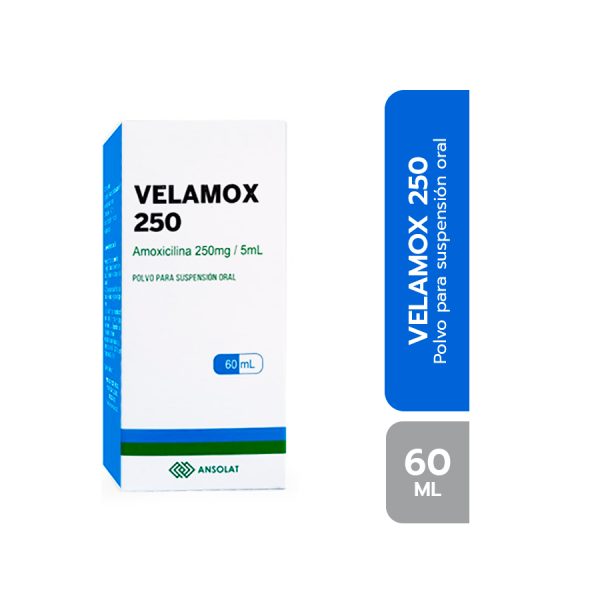 VELAMOX
250
Amoxicilina 250mg / 5mL
POLVO PARA SUSPENSIÓN ORAL
60 mL
ANSOLAT
VELAMOX 250
Polvo para suspensión oral
60
ML